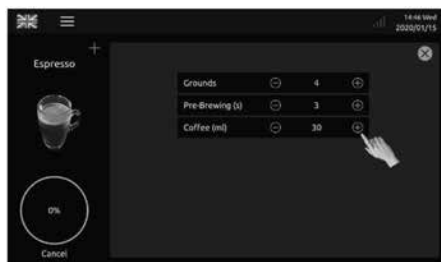 14:46 Wed
2020/01/15
Espresso
Grounds 4
Pre-Brewing (s) 3
Coffee (ml) 30
0%
Cancel